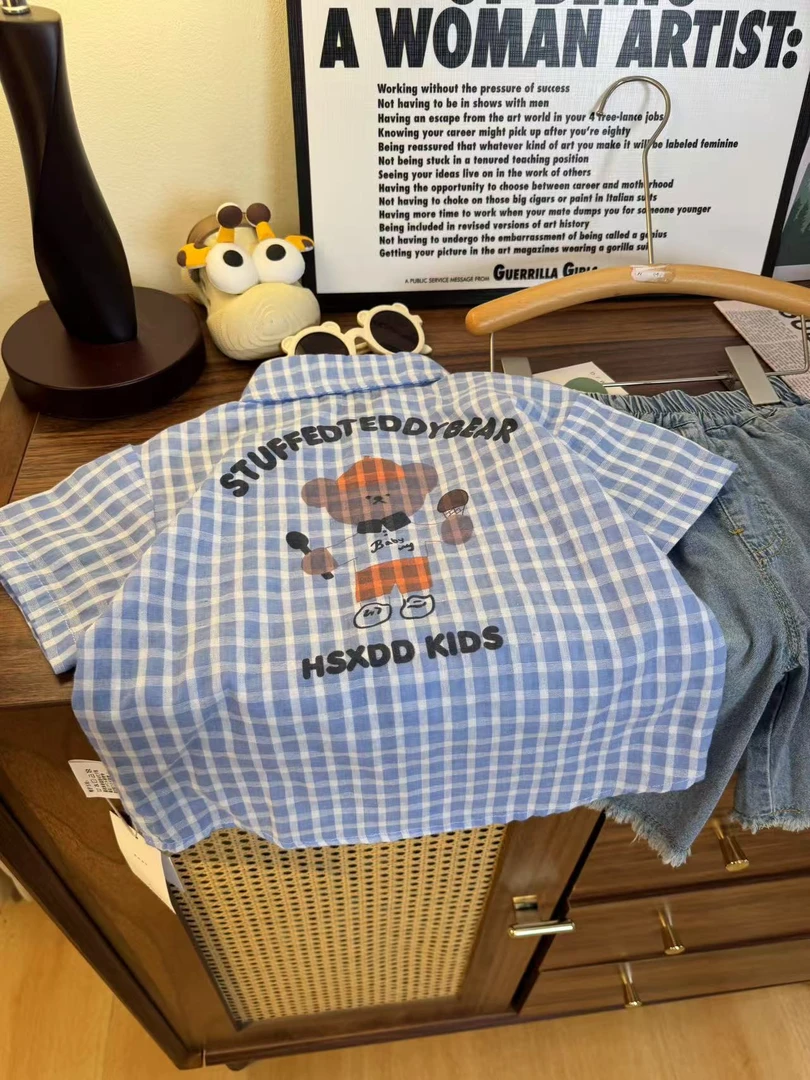 OF BEING
A WOMAN ARTIST:
Working without the pressure of success
Not having to be in shows with men
Having an escape from the art world in your 4 free-lance jobs
Knowing your career might pick up after you're eighty
Being reassured that whatever kind of art you make it will be labeled feminine
Not being stuck in a tenured teaching position
Seeing your ideas live on in the work of others
Having the opportunity to choose between career and motherhood
Not having to choke on those big cigars or paint in Italian suits
Having more time to work when your mate dumps you for someone younger
Being included in revised versions of art history
Not having to undergo the embarrassment of being called a genius
Getting your picture in the art magazines wearing a gorilla suit
A PUBLIC SERVICE MESSAGE FROM GUERRILLA GIRLS
STUFFEDTEDDYBEAR
Baby
my
HSXDD KIDS